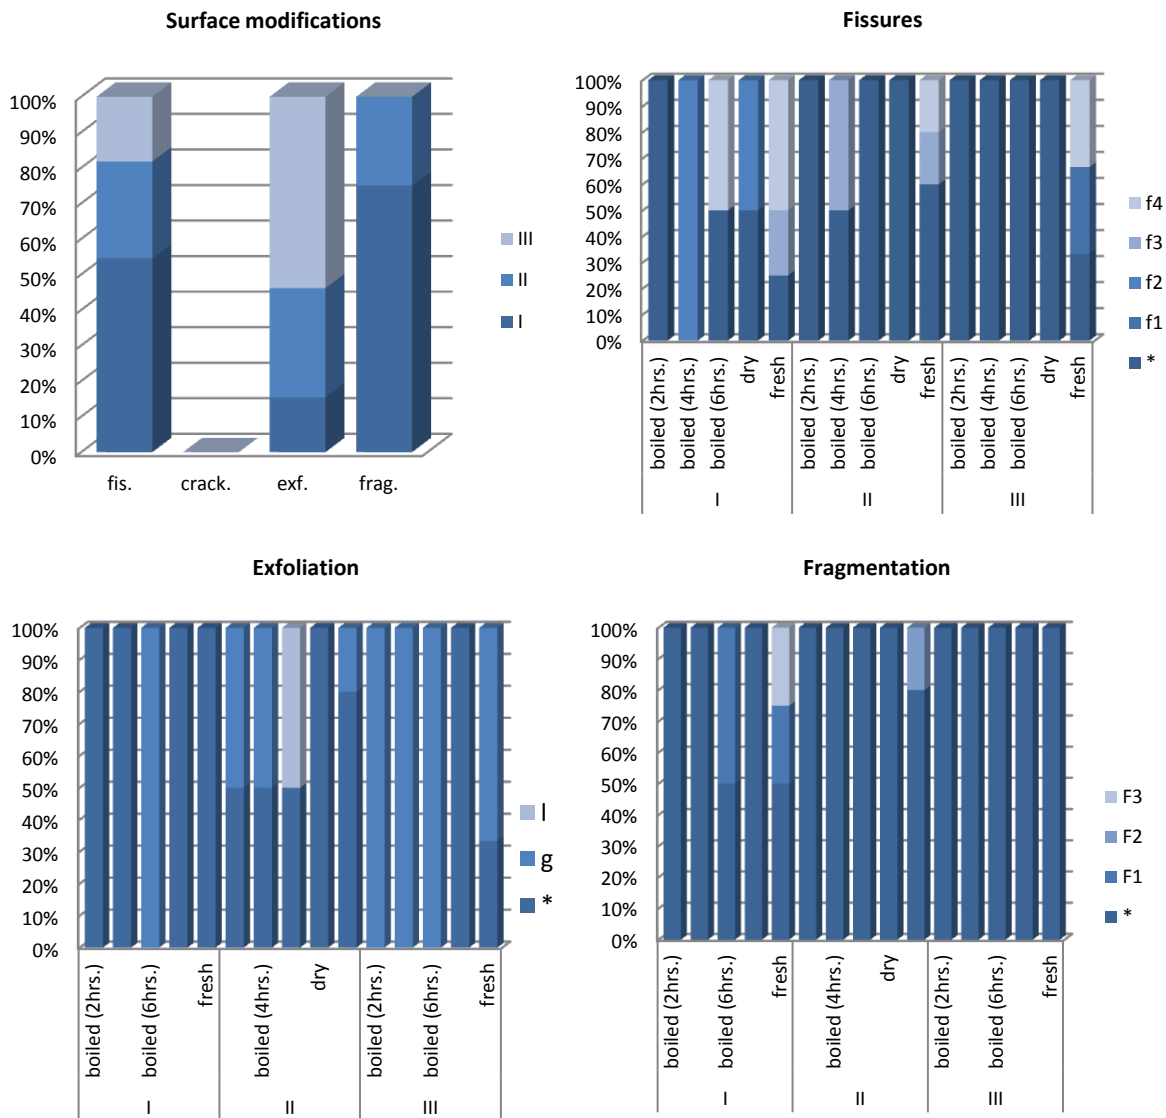 Surface modifications
100%
90%
80%
70%
60%
50%
40%
30%
20%
10%
0%
fis. crack. exf. frag.
III
II
I
Fissures
100%
90%
80%
70%
60%
50%
40%
30%
20%
10%
0%
boiled (2hrs.)
boiled (4hrs.)
boiled (6hrs.)
dry
fresh
boiled (2hrs.)
boiled (4hrs.)
boiled (6hrs.)
dry
fresh
boiled (2hrs.)
boiled (4hrs.)
boiled (6hrs.)
dry
fresh
I II III
f4
f3
f2
f1
*
Exfoliation
100%
90%
80%
70%
60%
50%
40%
30%
20%
10%
0%
boiled (2hrs.)
boiled (6hrs.)
fresh
boiled (4hrs.)
dry
boiled (2hrs.)
boiled (6hrs.)
fresh
I II III
l
g
*
Fragmentation
100%
90%
80%
70%
60%
50%
40%
30%
20%
10%
0%
boiled (2hrs.)
boiled (6hrs.)
fresh
boiled (4hrs.)
dry
boiled (2hrs.)
boiled (6hrs.)
fresh
I II III
F3
F2
F1
*